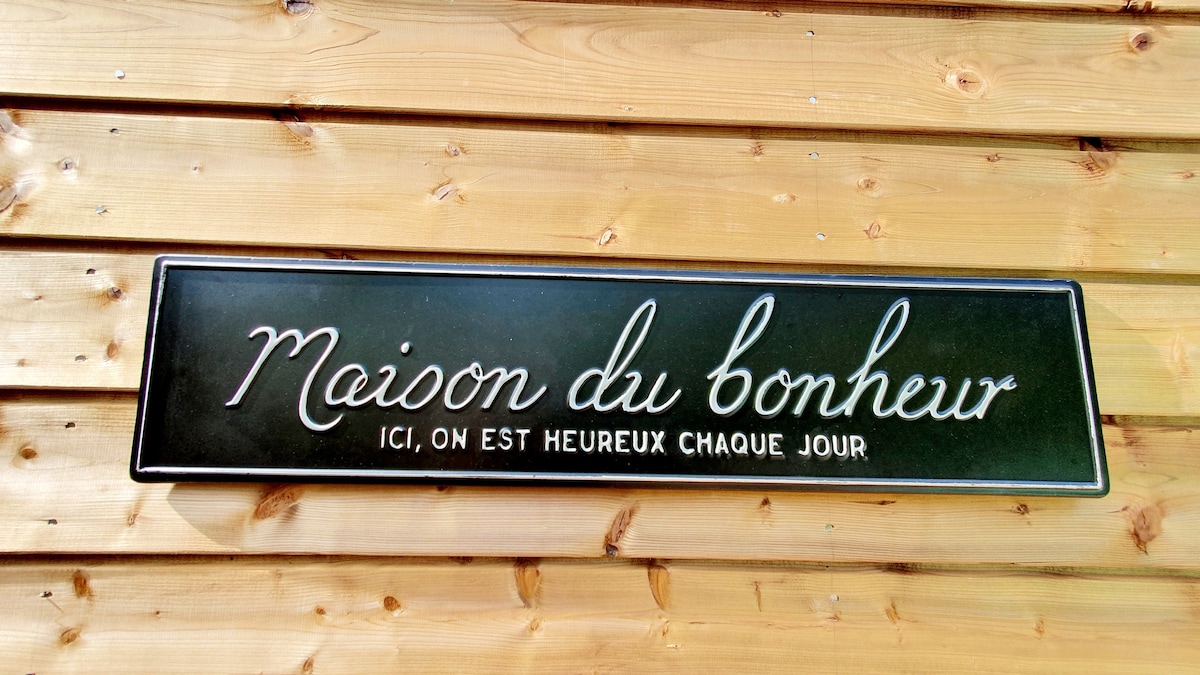 Maison du bonheur
ICI, ON EST HEUREUX CHAQUE JOUR